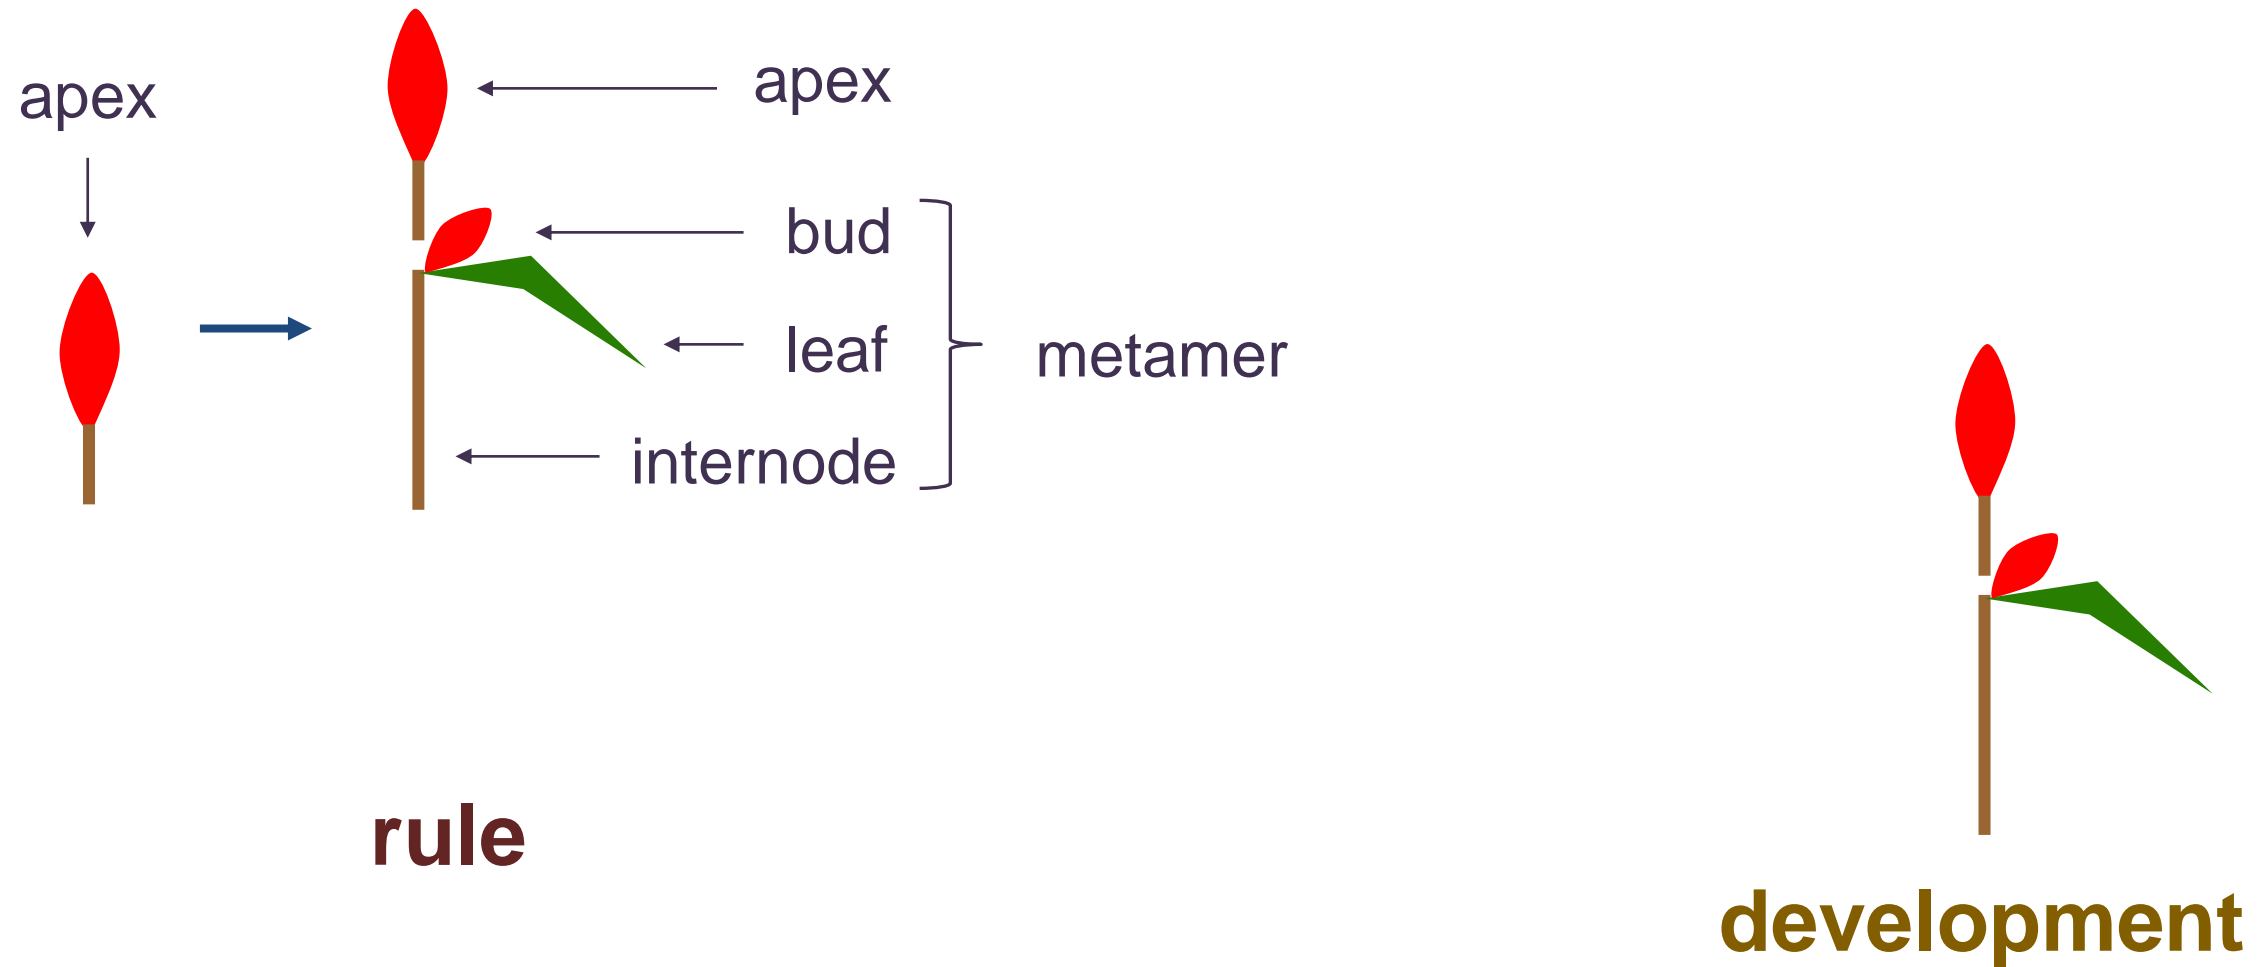 apex
apex
bud
leaf
metamer
internode
rule
development